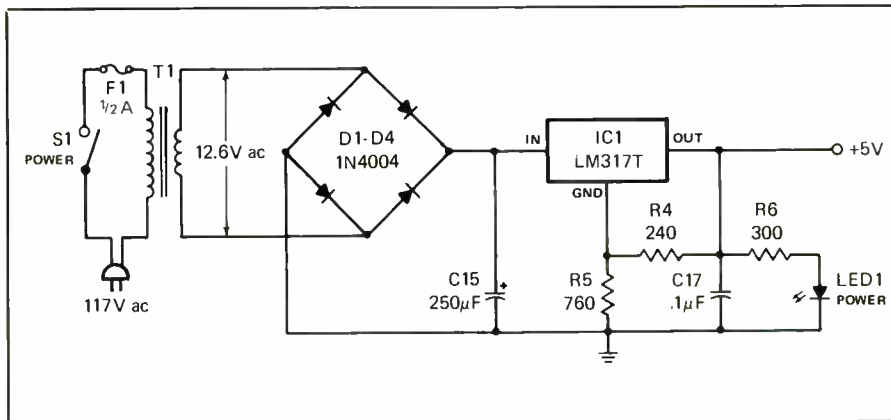 F1
1/2 A
T1
S1
POWER
117V ac
12.6V ac
D1-D4
1N4004
C15
250μF
+
IN
IC1
LM317T
OUT
GND
+5V
R4
240
R6
300
R5
760
C17
.1μF
LED1
POWER